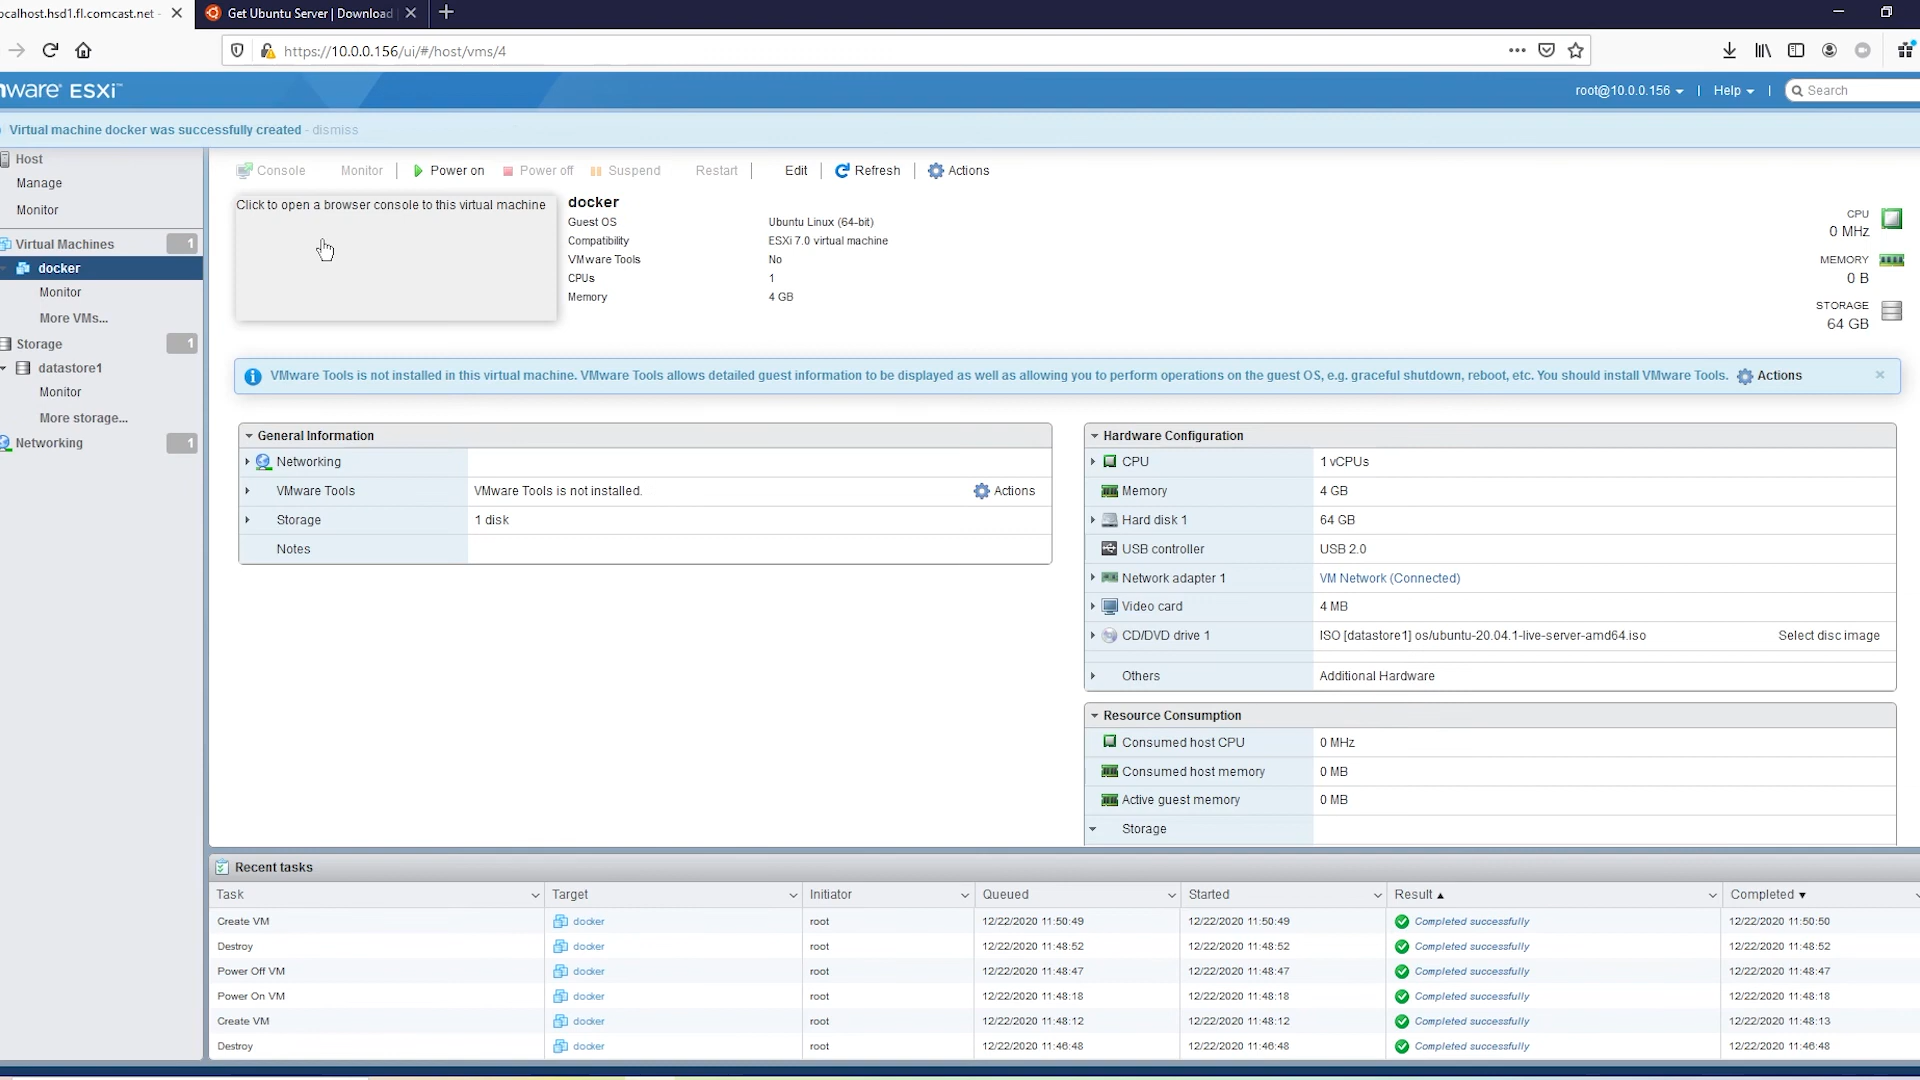 ocalhost.hsd1.fl.comcast.net -
Get Ubuntu Server | Download
https://10.0.0.156/ui/#/host/vms/4
mware ESXi™
root@10.0.0.156 | Help | Search
Virtual machine docker was successfully created - dismiss
Host
Manage
Monitor
Virtual Machines 1
docker
Monitor
More VMs...
Storage 1
datastore1
Monitor
More storage...
Networking 1
Console Monitor Power on Power off Suspend Restart Edit Refresh Actions
Click to open a browser console to this virtual machine
docker
Guest OS Ubuntu Linux (64-bit)
Compatibility ESXi 7.0 virtual machine
VMware Tools No
CPUs 1
Memory 4 GB
CPU
0 MHz
MEMORY
0 B
STORAGE
64 GB
VMware Tools is not installed in this virtual machine. VMware Tools allows detailed guest information to be displayed as well as allowing you to perform operations on the guest OS, e.g. graceful shutdown, reboot, etc. You should install VMware Tools. Actions
General Information
Networking
VMware Tools VMware Tools is not installed. Actions
Storage 1 disk
Notes
Hardware Configuration
CPU 1 vCPUs
Memory 4 GB
Hard disk 1 64 GB
USB controller USB 2.0
Network adapter 1 VM Network (Connected)
Video card 4 MB
CD/DVD drive 1 ISO [datastore1] os/ubuntu-20.04.1-live-server-amd64.iso Select disc image
Others Additional Hardware
Resource Consumption
Consumed host CPU 0 MHz
Consumed host memory 0 MB
Active guest memory 0 MB
Storage
Recent tasks
Task Target Initiator Queued Started Result Completed
Create VM docker root 12/22/2020 11:50:49 12/22/2020 11:50:49 Completed successfully 12/22/2020 11:50:50
Destroy docker root 12/22/2020 11:48:52 12/22/2020 11:48:52 Completed successfully 12/22/2020 11:48:52
Power Off VM docker root 12/22/2020 11:48:47 12/22/2020 11:48:47 Completed successfully 12/22/2020 11:48:47
Power On VM docker root 12/22/2020 11:48:18 12/22/2020 11:48:18 Completed successfully 12/22/2020 11:48:18
Create VM docker root 12/22/2020 11:48:12 12/22/2020 11:48:12 Completed successfully 12/22/2020 11:48:13
Destroy docker root 12/22/2020 11:46:48 12/22/2020 11:46:48 Completed successfully 12/22/2020 11:46:48